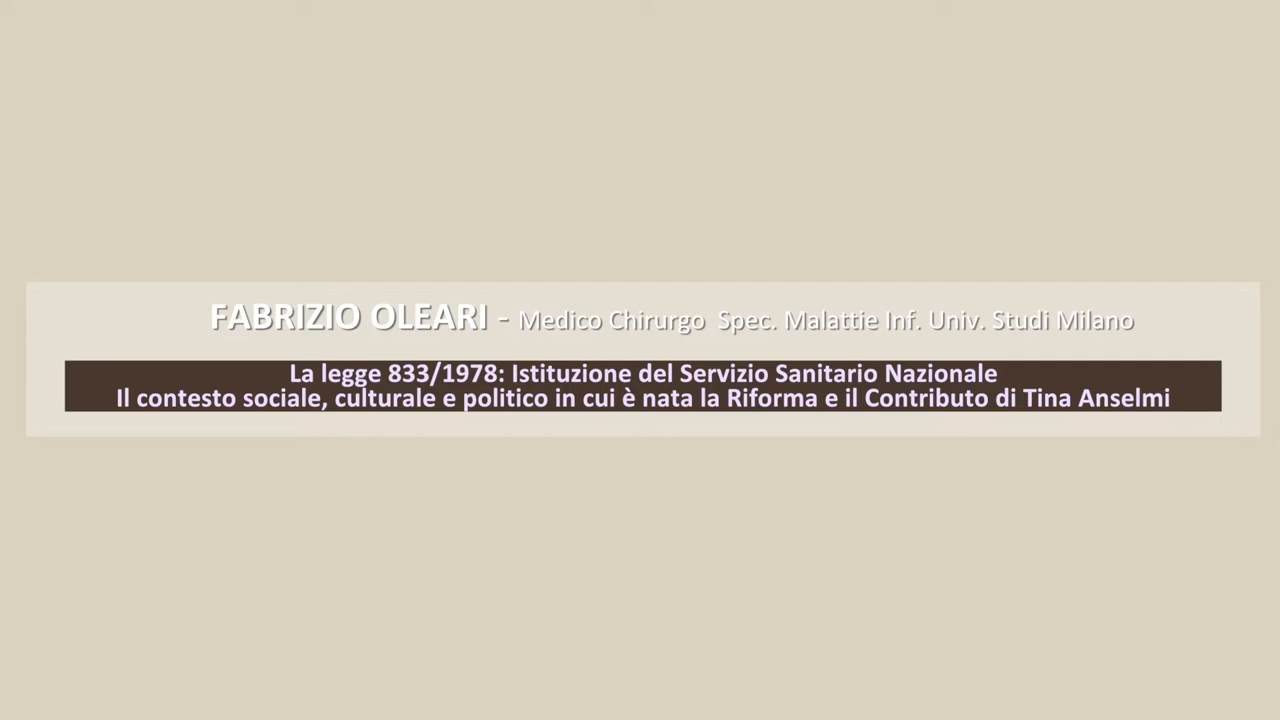 FABRIZIO OLEARI - Medico Chirurgo Spec. Malattie Inf. Univ. Studi Milano
La legge 833/1978: Istituzione del Servizio Sanitario Nazionale
Il contesto sociale, culturale e politico in cui è nata la Riforma e il Contributo di Tina Anselmi